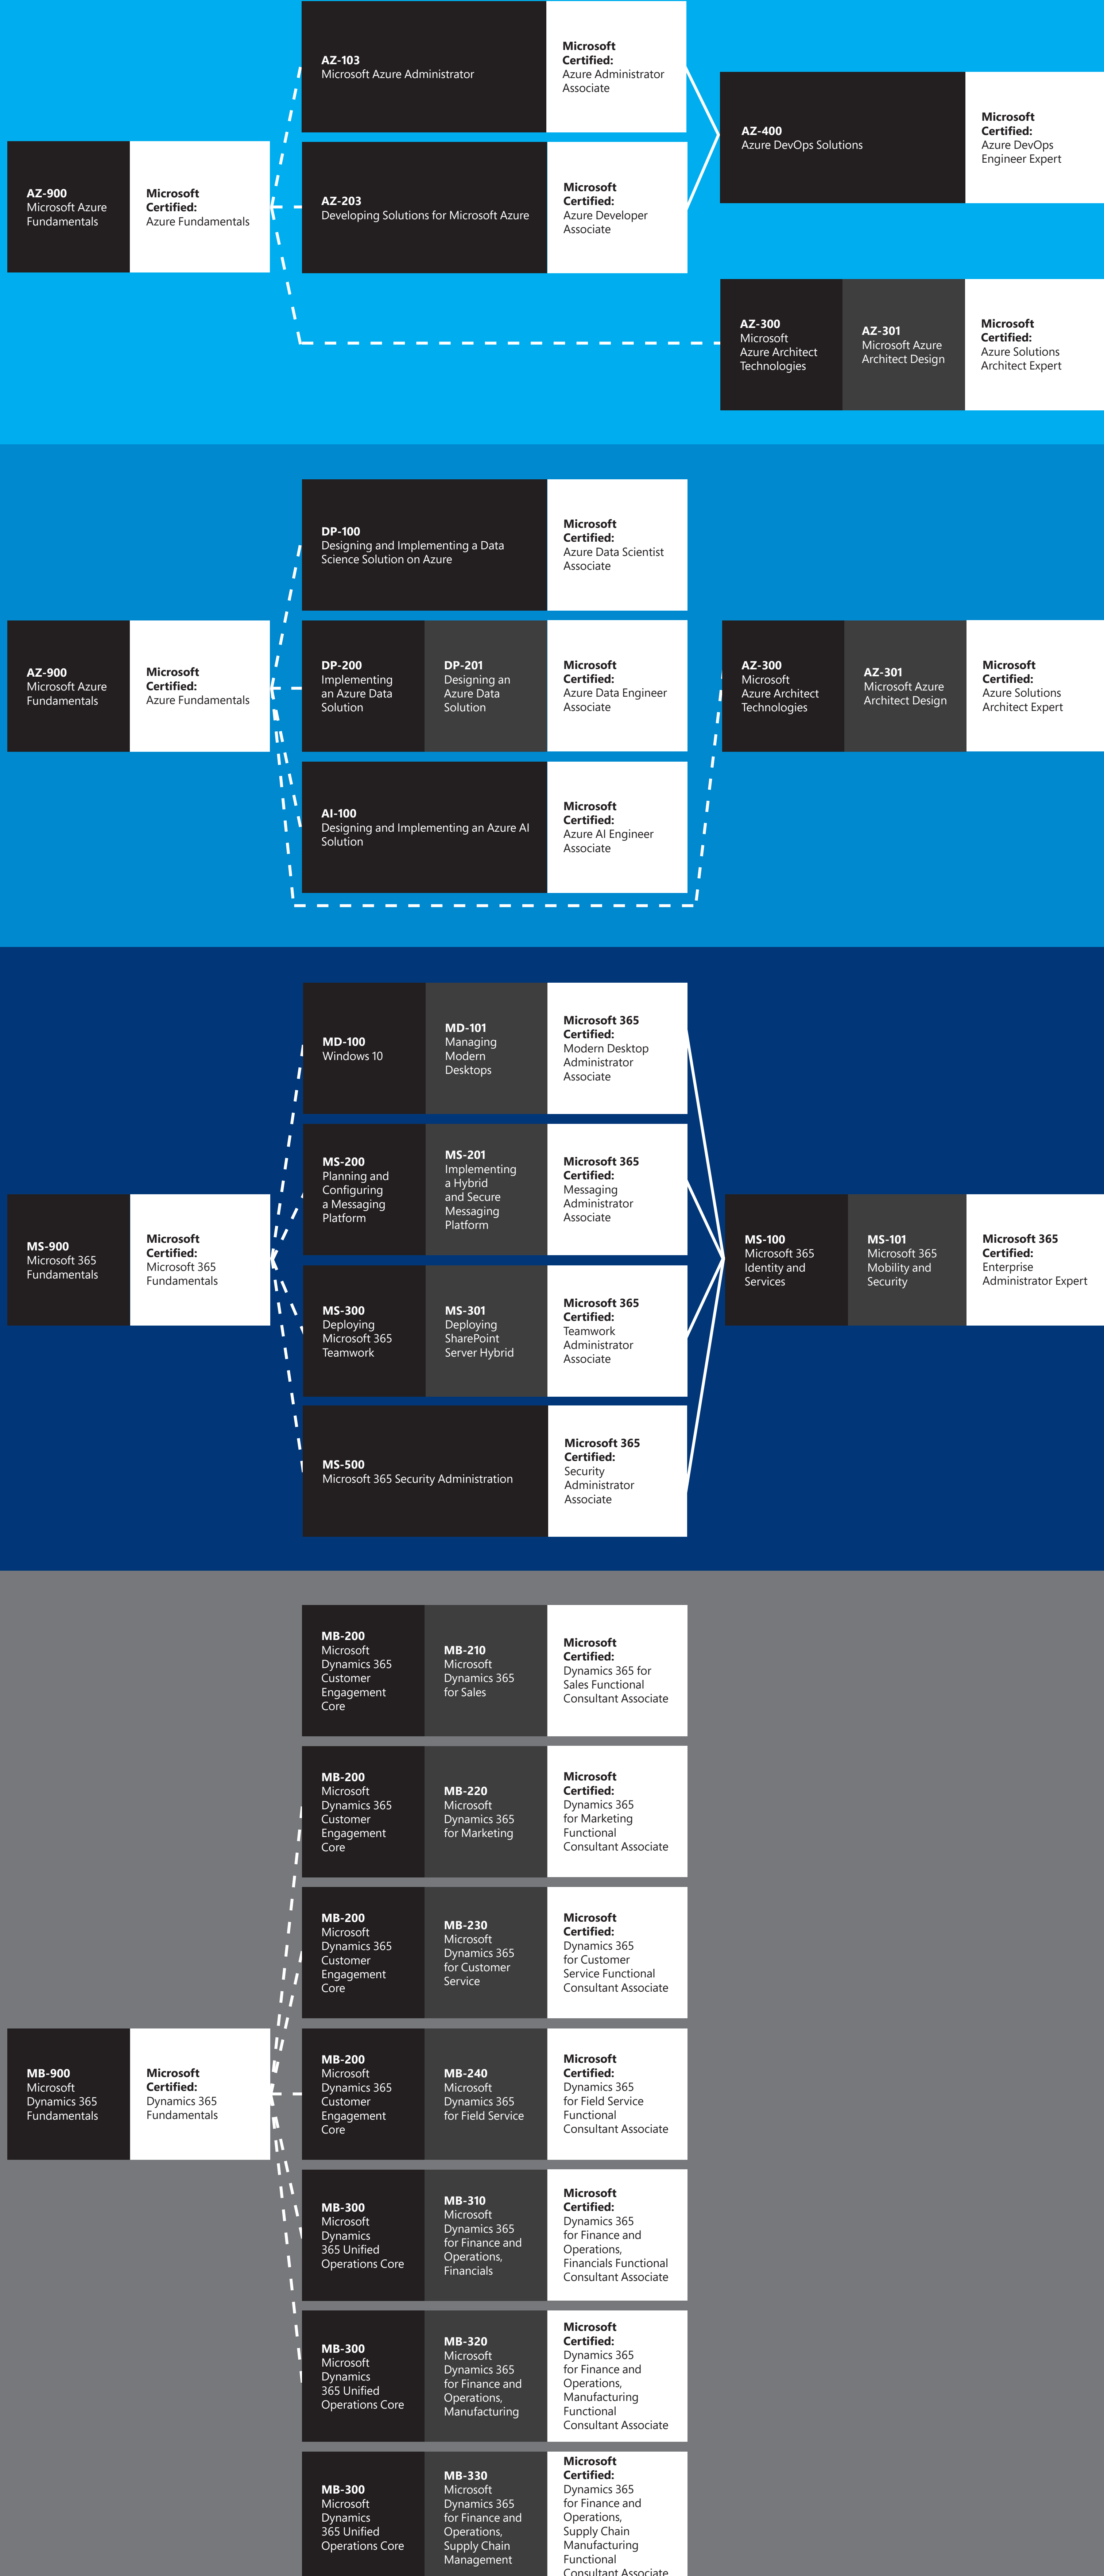 AZ-103
Microsoft Azure Administrator
Microsoft
Certified:
Azure Administrator
Associate
AZ-400
Azure DevOps Solutions
Microsoft
Certified:
Azure DevOps
Engineer Expert
AZ-900
Microsoft Azure
Fundamentals
Microsoft
Certified:
Azure Fundamentals
AZ-203
Developing Solutions for Microsoft Azure
Microsoft
Certified:
Azure Developer
Associate
AZ-300
Microsoft
Azure Architect
Technologies
AZ-301
Microsoft Azure
Architect Design
Microsoft
Certified:
Azure Solutions
Architect Expert
DP-100
Designing and Implementing a Data
Science Solution on Azure
Microsoft
Certified:
Azure Data Scientist
Associate
AZ-900
Microsoft Azure
Fundamentals
Microsoft
Certified:
Azure Fundamentals
DP-200
Implementing
an Azure Data
Solution
DP-201
Designing an
Azure Data
Solution
Microsoft
Certified:
Azure Data Engineer
Associate
AZ-300
Microsoft
Azure Architect
Technologies
AZ-301
Microsoft Azure
Architect Design
Microsoft
Certified:
Azure Solutions
Architect Expert
AI-100
Designing and Implementing an Azure AI
Solution
Microsoft
Certified:
Azure AI Engineer
Associate
MD-100
Windows 10
MD-101
Managing
Modern
Desktops
Microsoft 365
Certified:
Modern Desktop
Administrator
Associate
MS-200
Planning and
Configuring
a Messaging
Platform
MS-201
Implementing
a Hybrid
and Secure
Messaging
Platform
Microsoft 365
Certified:
Messaging
Administrator
Associate
MS-900
Microsoft 365
Fundamentals
Microsoft
Certified:
Microsoft 365
Fundamentals
MS-100
Microsoft 365
Identity and
Services
MS-101
Microsoft 365
Mobility and
Security
Microsoft 365
Certified:
Enterprise
Administrator Expert
MS-300
Deploying
Microsoft 365
Teamwork
MS-301
Deploying
SharePoint
Server Hybrid
Microsoft 365
Certified:
Teamwork
Administrator
Associate
MS-500
Microsoft 365 Security Administration
Microsoft 365
Certified:
Security
Administrator
Associate
MB-200
Microsoft
Dynamics 365
Customer
Engagement
Core
MB-210
Microsoft
Dynamics 365
for Sales
Microsoft
Certified:
Dynamics 365 for
Sales Functional
Consultant Associate
MB-200
Microsoft
Dynamics 365
Customer
Engagement
Core
MB-220
Microsoft
Dynamics 365
for Marketing
Microsoft
Certified:
Dynamics 365
for Marketing
Functional
Consultant Associate
MB-200
Microsoft
Dynamics 365
Customer
Engagement
Core
MB-230
Microsoft
Dynamics 365
for Customer
Service
Microsoft
Certified:
Dynamics 365
for Customer
Service Functional
Consultant Associate
MB-900
Microsoft
Dynamics 365
Fundamentals
Microsoft
Certified:
Dynamics 365
Fundamentals
MB-200
Microsoft
Dynamics 365
Customer
Engagement
Core
MB-240
Microsoft
Dynamics 365
for Field Service
Microsoft
Certified:
Dynamics 365
for Field Service
Functional
Consultant Associate
MB-300
Microsoft
Dynamics
365 Unified
Operations Core
MB-310
Microsoft
Dynamics 365
for Finance and
Operations,
Financials
Microsoft
Certified:
Dynamics 365
for Finance and
Operations,
Financials Functional
Consultant Associate
MB-300
Microsoft
Dynamics
365 Unified
Operations Core
MB-320
Microsoft
Dynamics 365
for Finance and
Operations,
Manufacturing
Microsoft
Certified:
Dynamics 365
for Finance and
Operations,
Manufacturing
Functional
Consultant Associate
MB-300
Microsoft
Dynamics
365 Unified
Operations Core
MB-330
Microsoft
Dynamics 365
for Finance and
Operations,
Supply Chain
Management
Microsoft
Certified:
Dynamics 365
for Finance and
Operations,
Supply Chain
Manufacturing
Functional
Consultant Associate